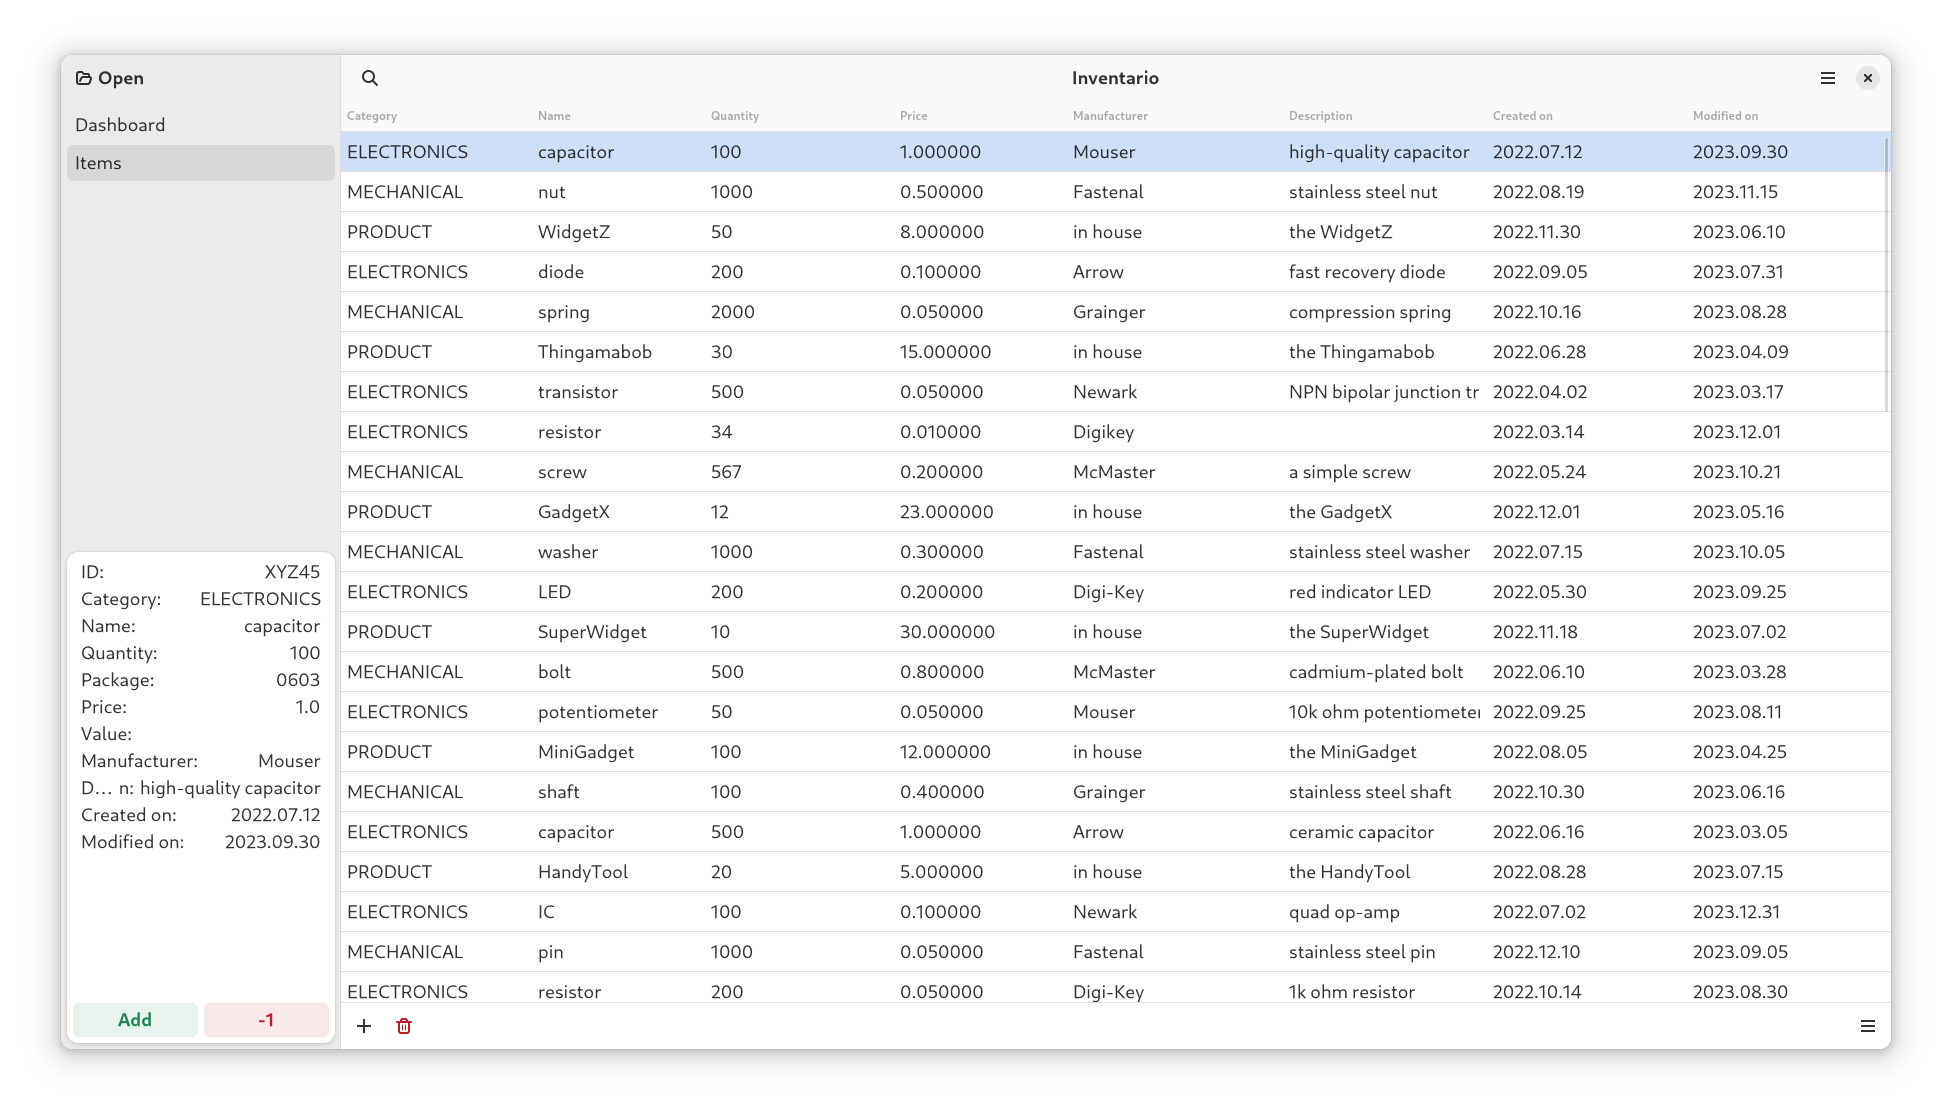 Open
Dashboard
Items
ID: XYZ45
Category: ELECTRONICS
Name: capacitor
Quantity: 100
Package: 0603
Price: 1.0
Value:
Manufacturer: Mouser
D... n: high-quality capacitor
Created on: 2022.07.12
Modified on: 2023.09.30
Add -1
Inventario
Category Name Quantity Price Manufacturer Description Created on Modified on
ELECTRONICS capacitor 100 1.000000 Mouser high-quality capacitor 2022.07.12 2023.09.30
MECHANICAL nut 1000 0.500000 Fastenal stainless steel nut 2022.08.19 2023.11.15
PRODUCT WidgetZ 50 8.000000 in house the WidgetZ 2022.11.30 2023.06.10
ELECTRONICS diode 200 0.100000 Arrow fast recovery diode 2022.09.05 2023.07.31
MECHANICAL spring 2000 0.050000 Grainger compression spring 2022.10.16 2023.08.28
PRODUCT Thingamabob 30 15.000000 in house the Thingamabob 2022.06.28 2023.04.09
ELECTRONICS transistor 500 0.050000 Newark NPN bipolar junction tr 2022.04.02 2023.03.17
ELECTRONICS resistor 34 0.010000 Digikey 2022.03.14 2023.12.01
MECHANICAL screw 567 0.200000 McMaster a simple screw 2022.05.24 2023.10.21
PRODUCT GadgetX 12 23.000000 in house the GadgetX 2022.12.01 2023.05.16
MECHANICAL washer 1000 0.300000 Fastenal stainless steel washer 2022.07.15 2023.10.05
ELECTRONICS LED 200 0.200000 Digi-Key red indicator LED 2022.05.30 2023.09.25
PRODUCT SuperWidget 10 30.000000 in house the SuperWidget 2022.11.18 2023.07.02
MECHANICAL bolt 500 0.800000 McMaster cadmium-plated bolt 2022.06.10 2023.03.28
ELECTRONICS potentiometer 50 0.050000 Mouser 10k ohm potentiometer 2022.09.25 2023.08.11
PRODUCT MiniGadget 100 12.000000 in house the MiniGadget 2022.08.05 2023.04.25
MECHANICAL shaft 100 0.400000 Grainger stainless steel shaft 2022.10.30 2023.06.16
ELECTRONICS capacitor 500 1.000000 Arrow ceramic capacitor 2022.06.16 2023.03.05
PRODUCT HandyTool 20 5.000000 in house the HandyTool 2022.08.28 2023.07.15
ELECTRONICS IC 100 0.100000 Newark quad op-amp 2022.07.02 2023.12.31
MECHANICAL pin 1000 0.050000 Fastenal stainless steel pin 2022.12.10 2023.09.05
ELECTRONICS resistor 200 0.050000 Digi-Key 1k ohm resistor 2022.10.14 2023.08.30